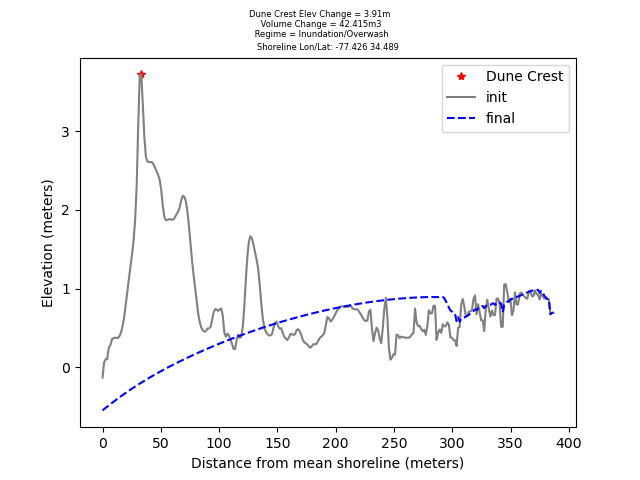 Dune Crest Elev Change = 3.91m
Volume Change = 42.415m3
Regime = Inundation/Overwash
Shoreline Lon/Lat: -77.426 34.489
Dune Crest
init
final
3
2
1
0
Elevation (meters)
0 50 100 150 200 250 300 350 400
Distance from mean shoreline (meters)